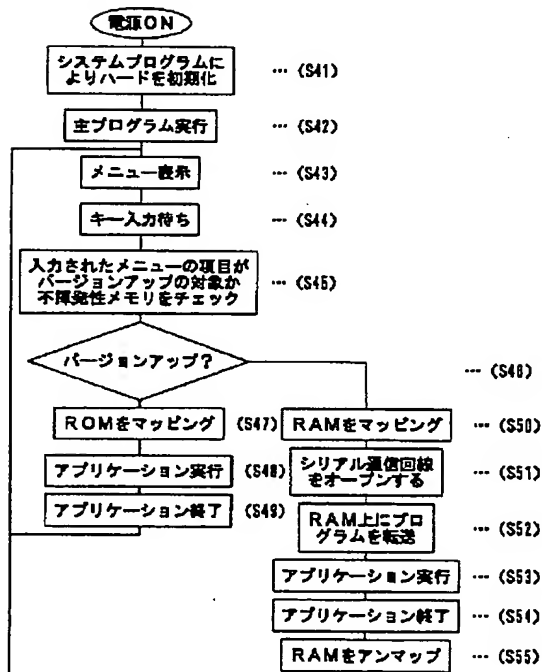 電源ON
システムプログラムに
よりハードを初期化
… (S41)
主プログラム実行
… (S42)
メニュー表示
… (S43)
キー入力待ち
… (S44)
入力されたメニューの項目が
バージョンアップの対象か
不揮発性メモリをチェック
… (S45)
バージョンアップ？
… (S46)
ROMをマッピング
(S47)
アプリケーション実行
(S48)
アプリケーション終了
(S49)
RAMをマッピング
… (S50)
シリアル通信回線
をオープンする
… (S51)
RAM上にプロ
グラムを転送
… (S52)
アプリケーション実行
… (S53)
アプリケーション終了
… (S54)
RAMをアンマップ
… (S55)